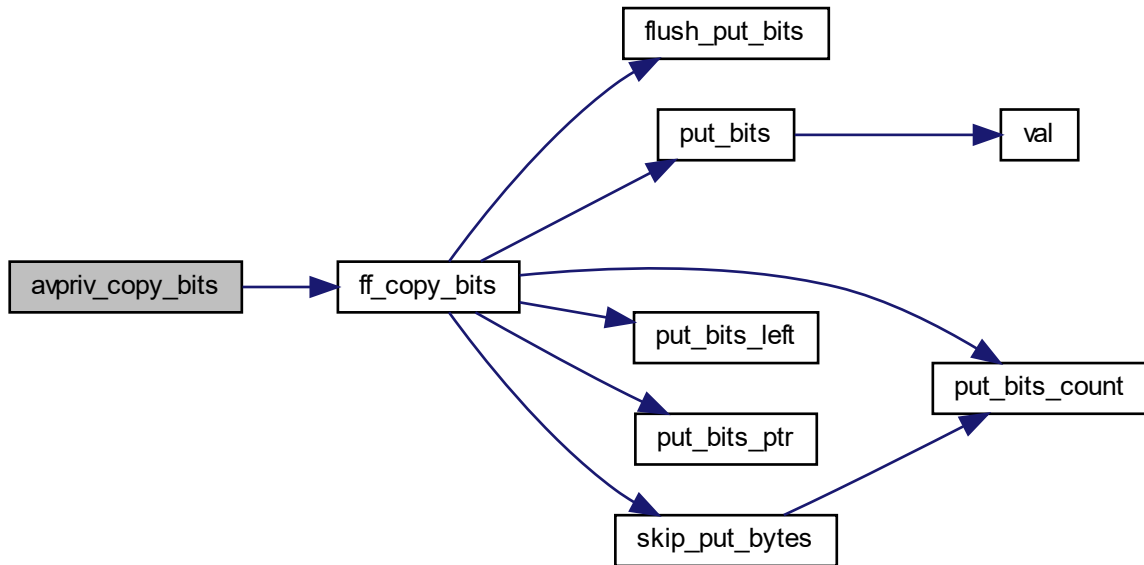 flush_put_bits
put_bits
val
avpriv_copy_bits
ff_copy_bits
put_bits_left
put_bits_count
put_bits_ptr
skip_put_bytes